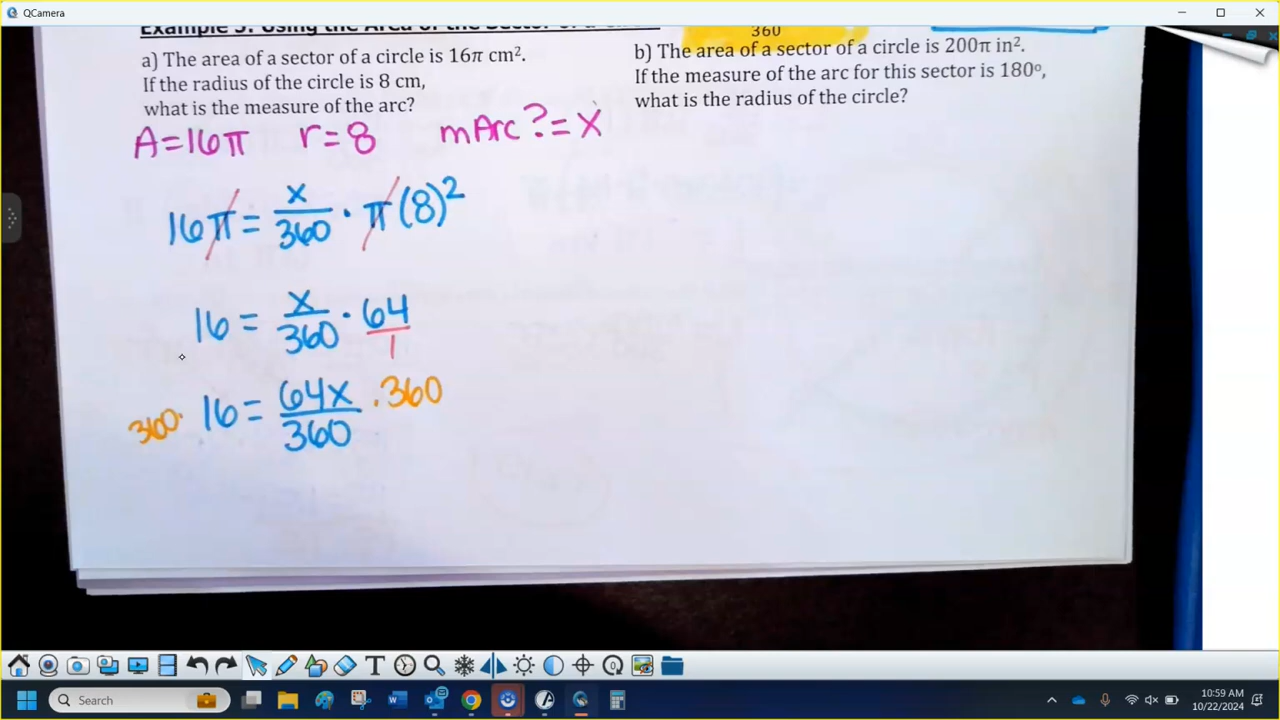 QCamera
Example 3: Using the Area of the Sector of a Circle
360
a) The area of a sector of a circle is 16π cm².
If the radius of the circle is 8 cm,
what is the measure of the arc?
b) The area of a sector of a circle is 200π in².
If the measure of the arc for this sector is 180°,
what is the radius of the circle?
A=16π r=8 mArc?=x
16π = x/360 · π(8)²
16 = x/360 · 64/1
360· 16 = 64x/360 .360
Search
10:59 AM
10/22/2024